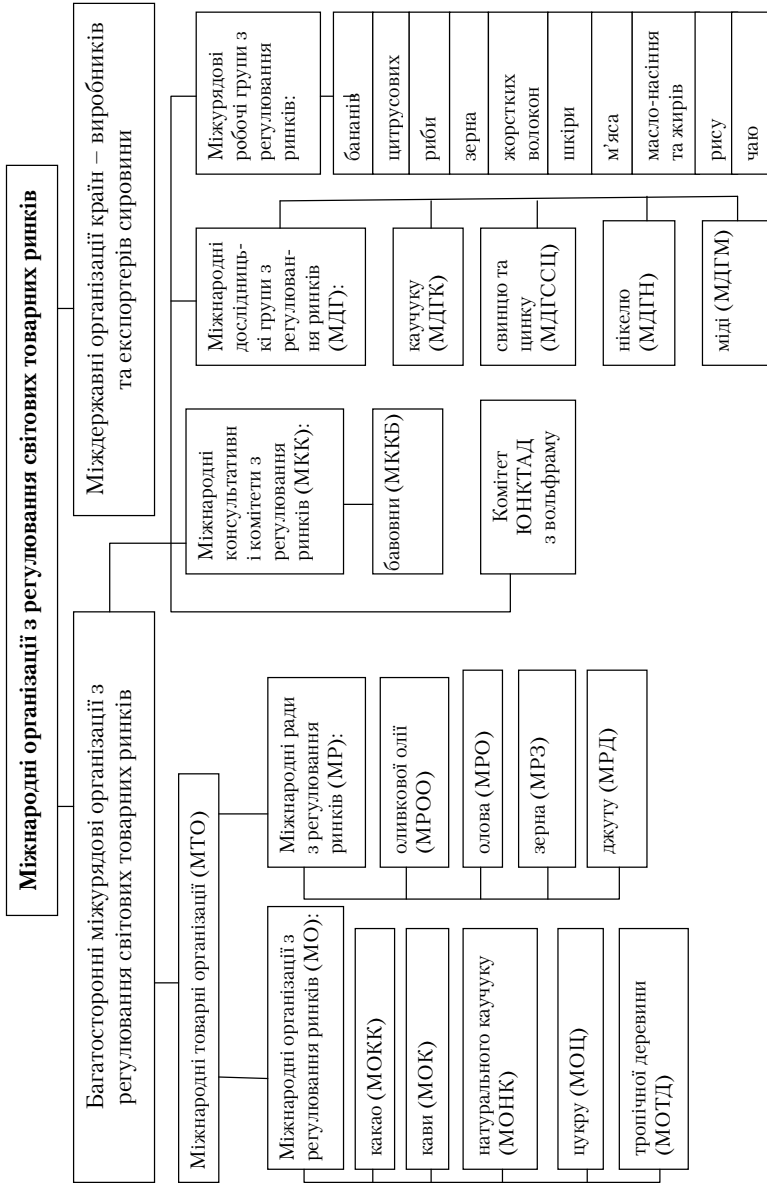 Міжнародні організації з регулювання світових товарних ринків
Багатосторонні міжурядові організації з
регулювання світових товарних ринків
Міждержавні організації країн – виробників
та експортерів сировини
Міжнародні товарні організації (МТО)
Міжнародні організації з
регулювання ринків (МО):
какао (МОКК)
кави (МОК)
натурального каучуку
(МОНК)
цукру (МОЦ)
тропічної деревини
(МОТД)
Міжнародні ради
з регулювання
ринків (МР):
оливкової олії
(МРОО)
олова (МРО)
зерна (МРЗ)
джуту (МРД)
Міжнародні
консультативн
і комітети з
регулювання
ринків (МКК):
бавовни (МККБ)
Комітет
ЮНКТАД
з вольфраму
Міжнародні
дослідниць-
кі групи з
регулюван-
ня ринків
(МДГ):
каучуку
(МДГК)
свинцю та
цинку
(МДГССЦ)
нікелю
(МДГН)
міді (МДГМ)
Міжурядові
робочі групи з
регулювання
ринків:
бананів
цитрусових
риби
зерна
жорстких
волокон
шкіри
м'яса
масло-насіння
та жирів
рису
чаю